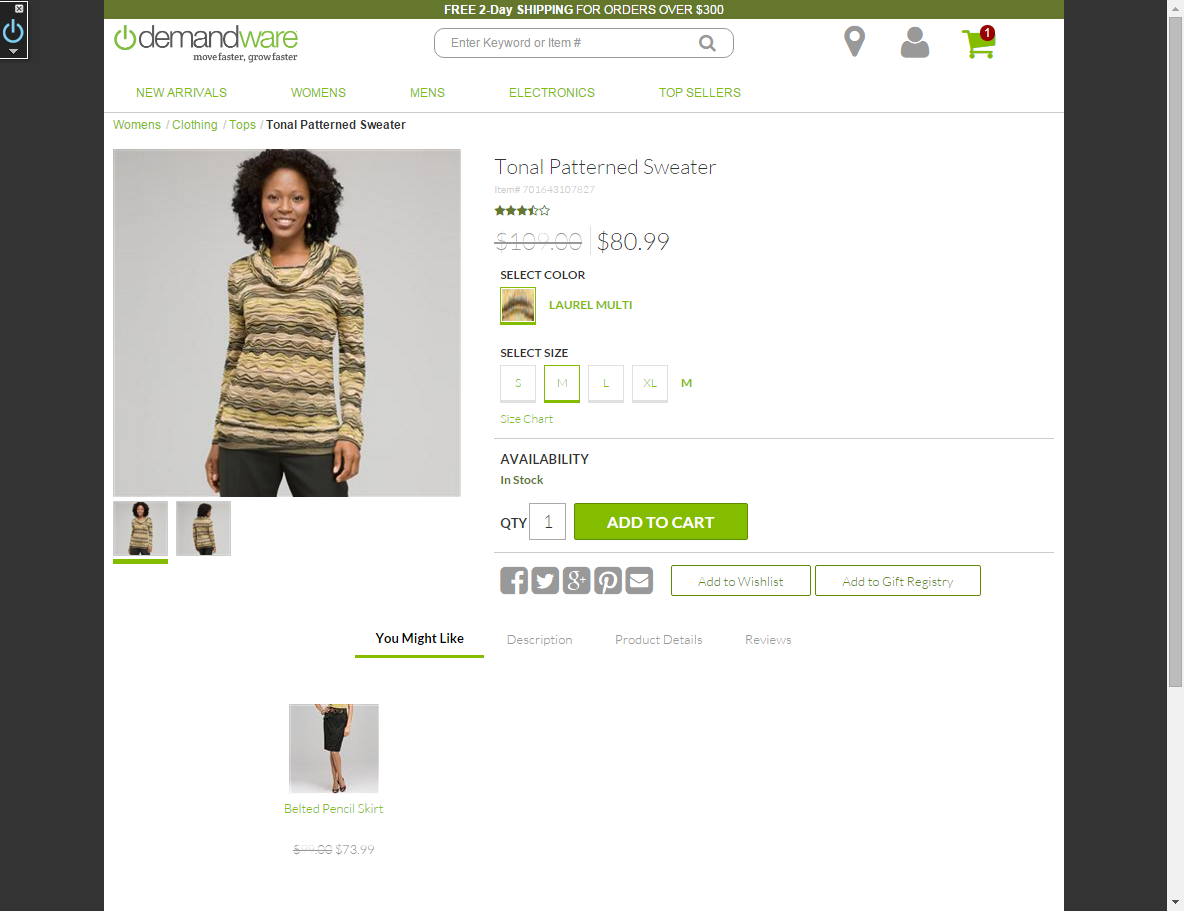 FREE 2-Day SHIPPING FOR ORDERS OVER $300
demandware
move faster, grow faster
Enter Keyword or Item #
1
NEW ARRIVALS WOMENS MENS ELECTRONICS TOP SELLERS
Womens / Clothing / Tops / Tonal Patterned Sweater
Tonal Patterned Sweater
Item# 701643107827
$109.00 $80.99
SELECT COLOR
LAUREL MULTI
SELECT SIZE
S M L XL M
Size Chart
AVAILABILITY
In Stock
QTY 1 ADD TO CART
Add to Wishlist Add to Gift Registry
You Might Like Description Product Details Reviews
Belted Pencil Skirt
$99.00 $73.99